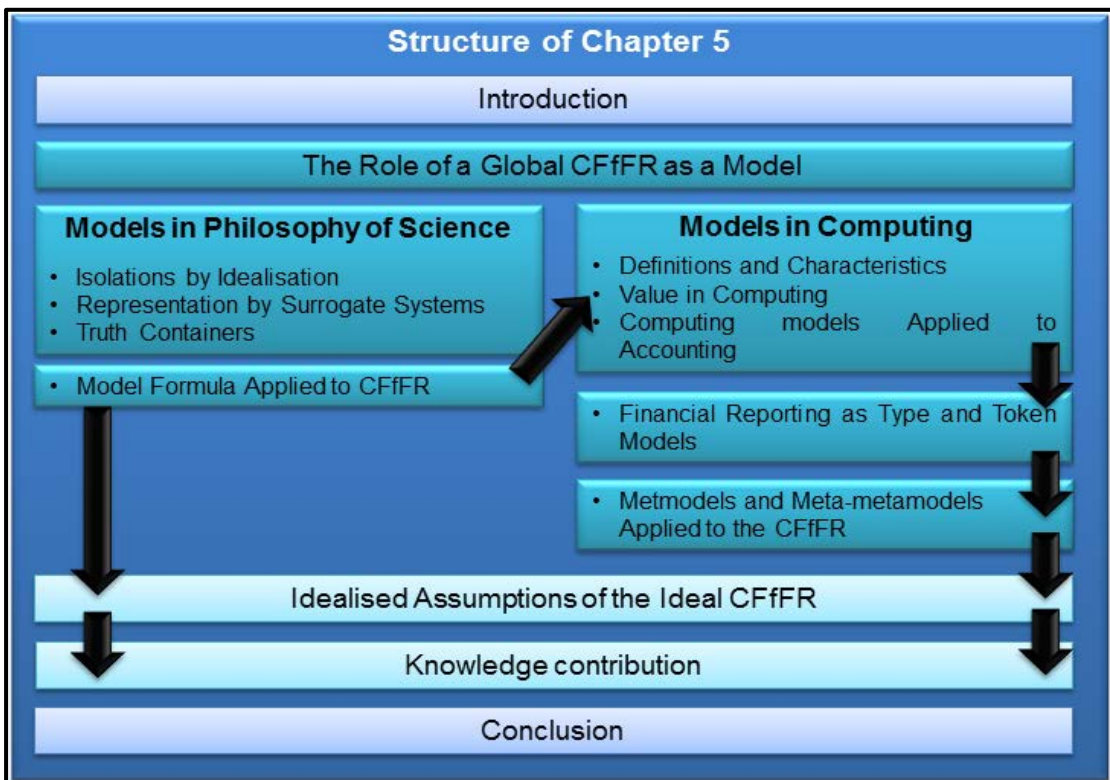 Structure of Chapter 5
Introduction
The Role of a Global CFfFR as a Model
Models in Philosophy of Science
• Isolations by Idealisation
• Representation by Surrogate Systems
• Truth Containers
• Model Formula Applied to CFfFR
Models in Computing
• Definitions and Characteristics
• Value in Computing
• Computing models Applied to
Accounting
• Financial Reporting as Type and Token
Models
• Metmodels and Meta-metamodels
Applied to the CFfFR
Idealised Assumptions of the Ideal CFfFR
Knowledge contribution
Conclusion